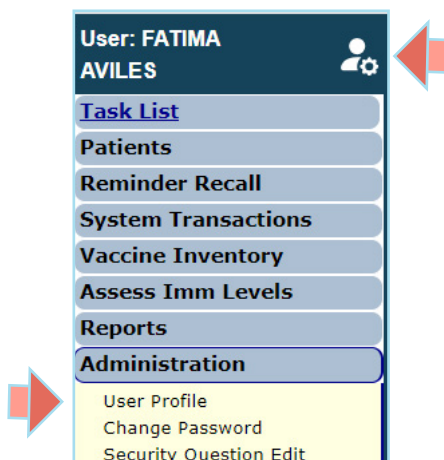 User: FATIMA
AVILES
Task List
Patients
Reminder Recall
System Transactions
Vaccine Inventory
Assess Imm Levels
Reports
Administration
User Profile
Change Password
Security Question Edit